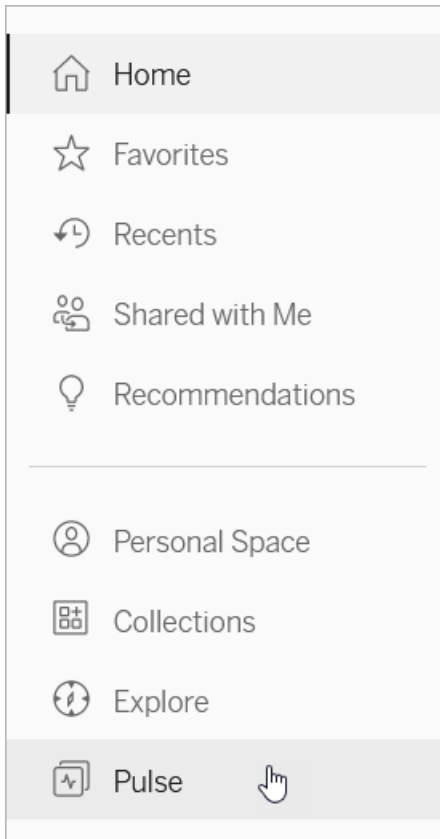 Home
Favorites
Recents
Shared with Me
Recommendations
Personal Space
Collections
Explore
Pulse